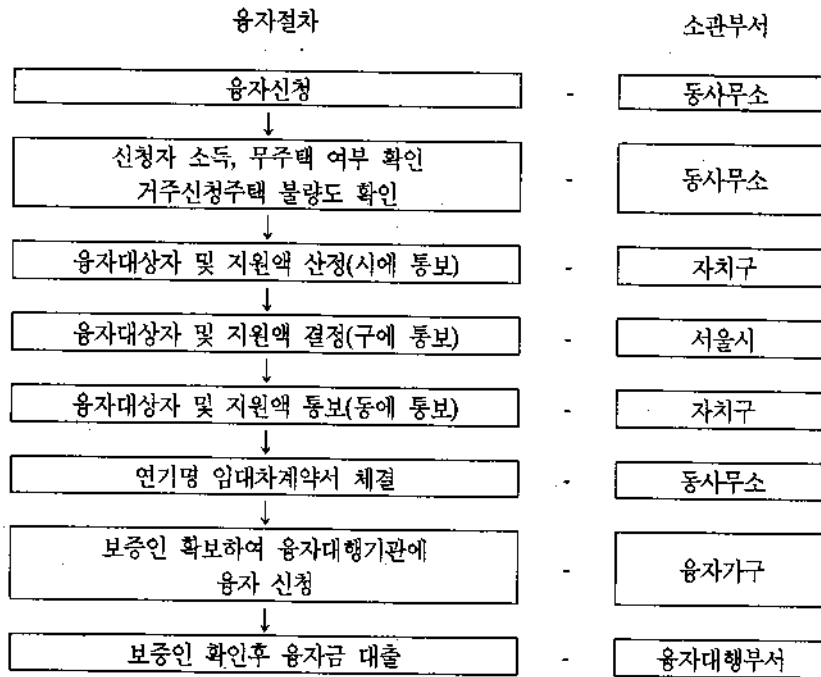 융자절차 소관부서
융자신청 - 동사무소
신청자 소득, 무주택 여부 확인
거주신청주택 불량도 확인 - 동사무소
융자대상자 및 지원액 산정(시에 통보) - 자치구
융자대상자 및 지원액 결정(구에 통보) - 서울시
융자대상자 및 지원액 통보(동에 통보) - 자치구
연기명 임대차계약서 체결 - 동사무소
보증인 확보하여 융자대행기관에
융자 신청 - 융자가구
보증인 확인후 융자금 대출 - 융자대행부서